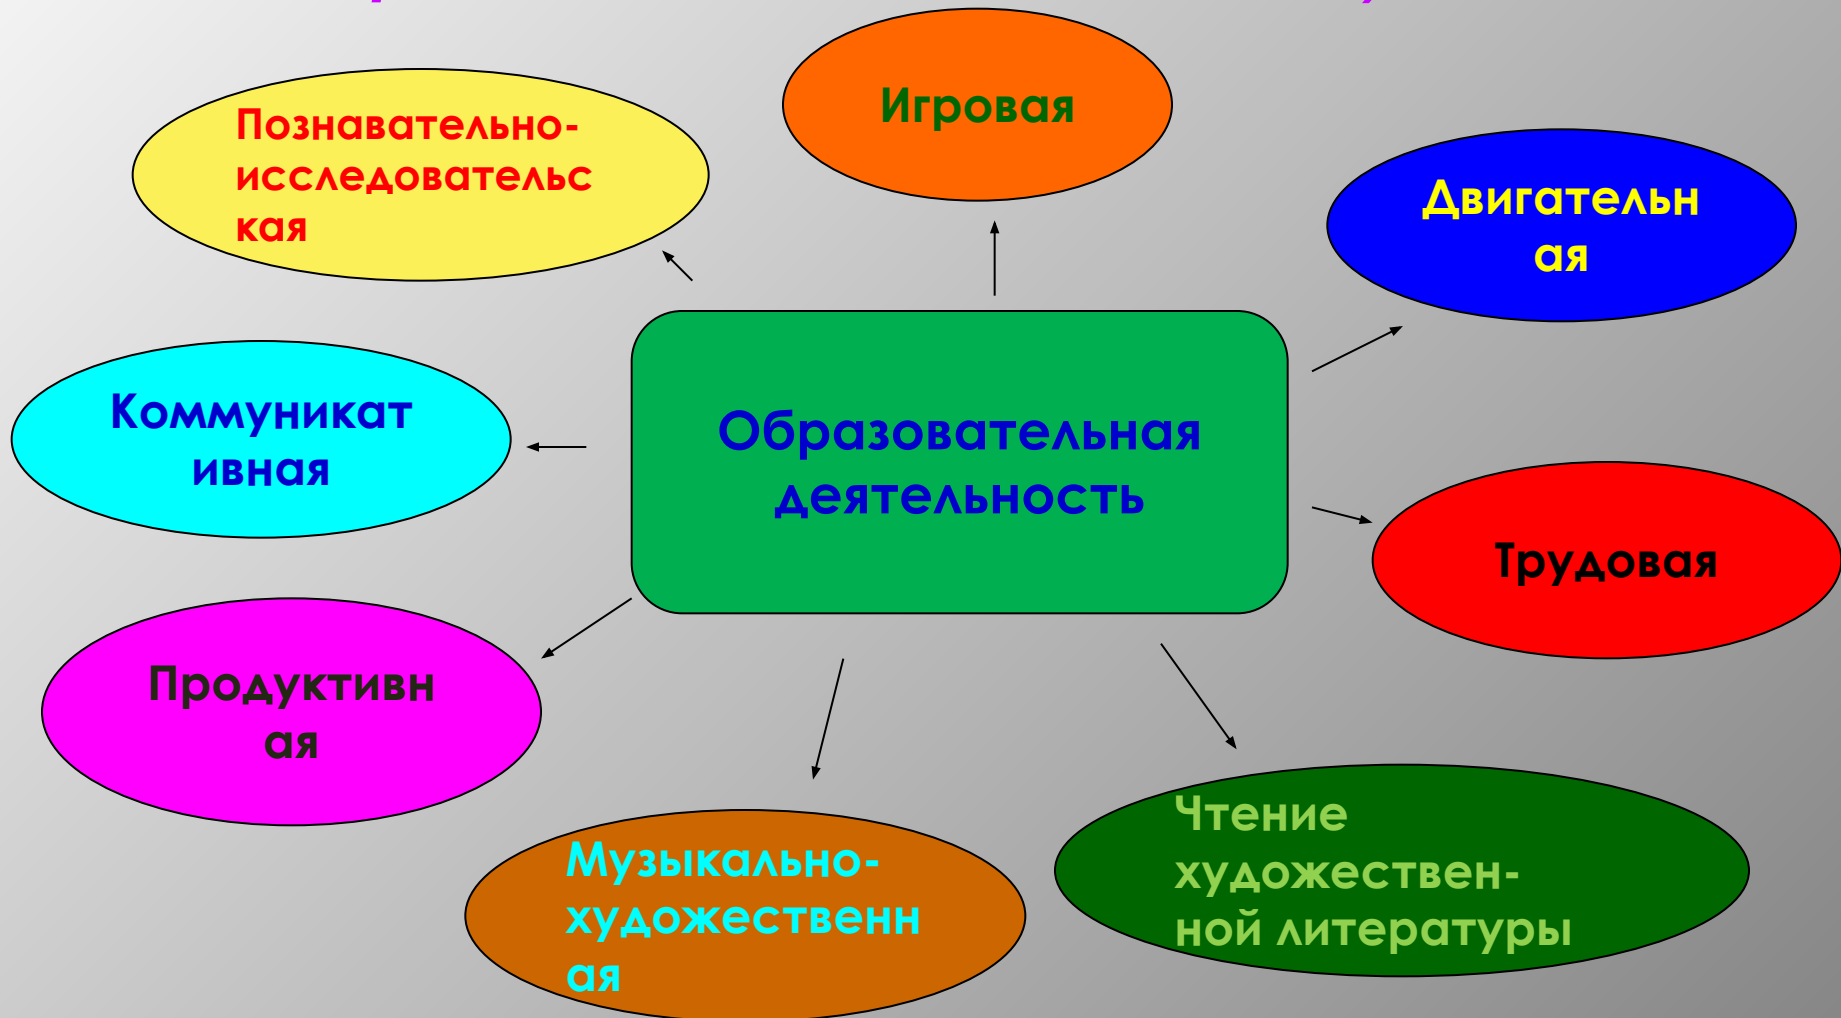 Игровая
Познавательно-
исследовательс
кая
Двигательн
ая
Коммуникат
ивная
Образовательная
деятельность
Трудовая
Продуктивн
ая
Чтение
художествен-
ной литературы
Музыкально-
художественн
ая